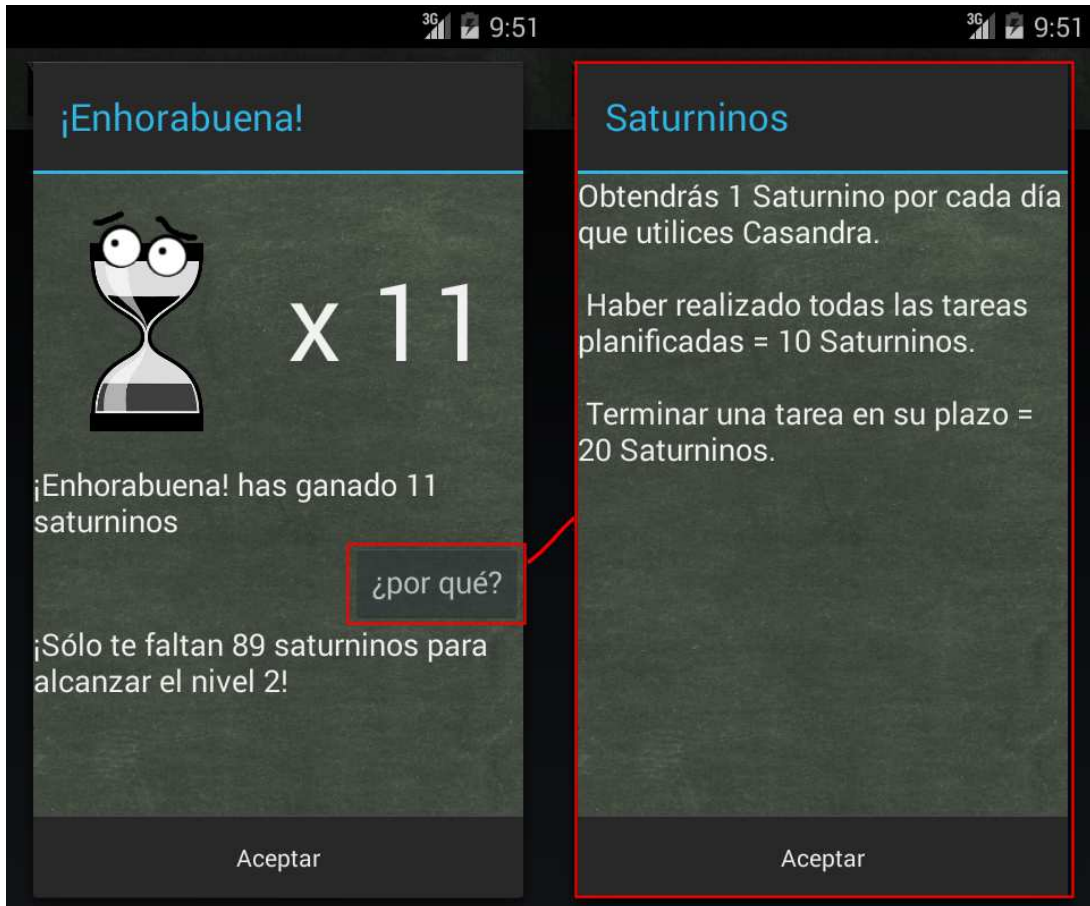 3G 9:51
¡Enhorabuena!
x 11
¡Enhorabuena! has ganado 11
saturninos
¿por qué?
¡Sólo te faltan 89 saturninos para
alcanzar el nivel 2!
Aceptar
3G 9:51
Saturninos
Obtendrás 1 Saturnino por cada día
que utilices Casandra.
Haber realizado todas las tareas
planificadas = 10 Saturninos.
Terminar una tarea en su plazo =
20 Saturninos.
Aceptar